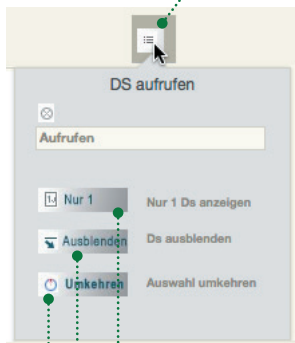 DS aufrufen
Aufrufen
Nur 1 Nur 1 Ds anzeigen
Ausblenden Ds ausblenden
Umkehren Auswahl umkehren